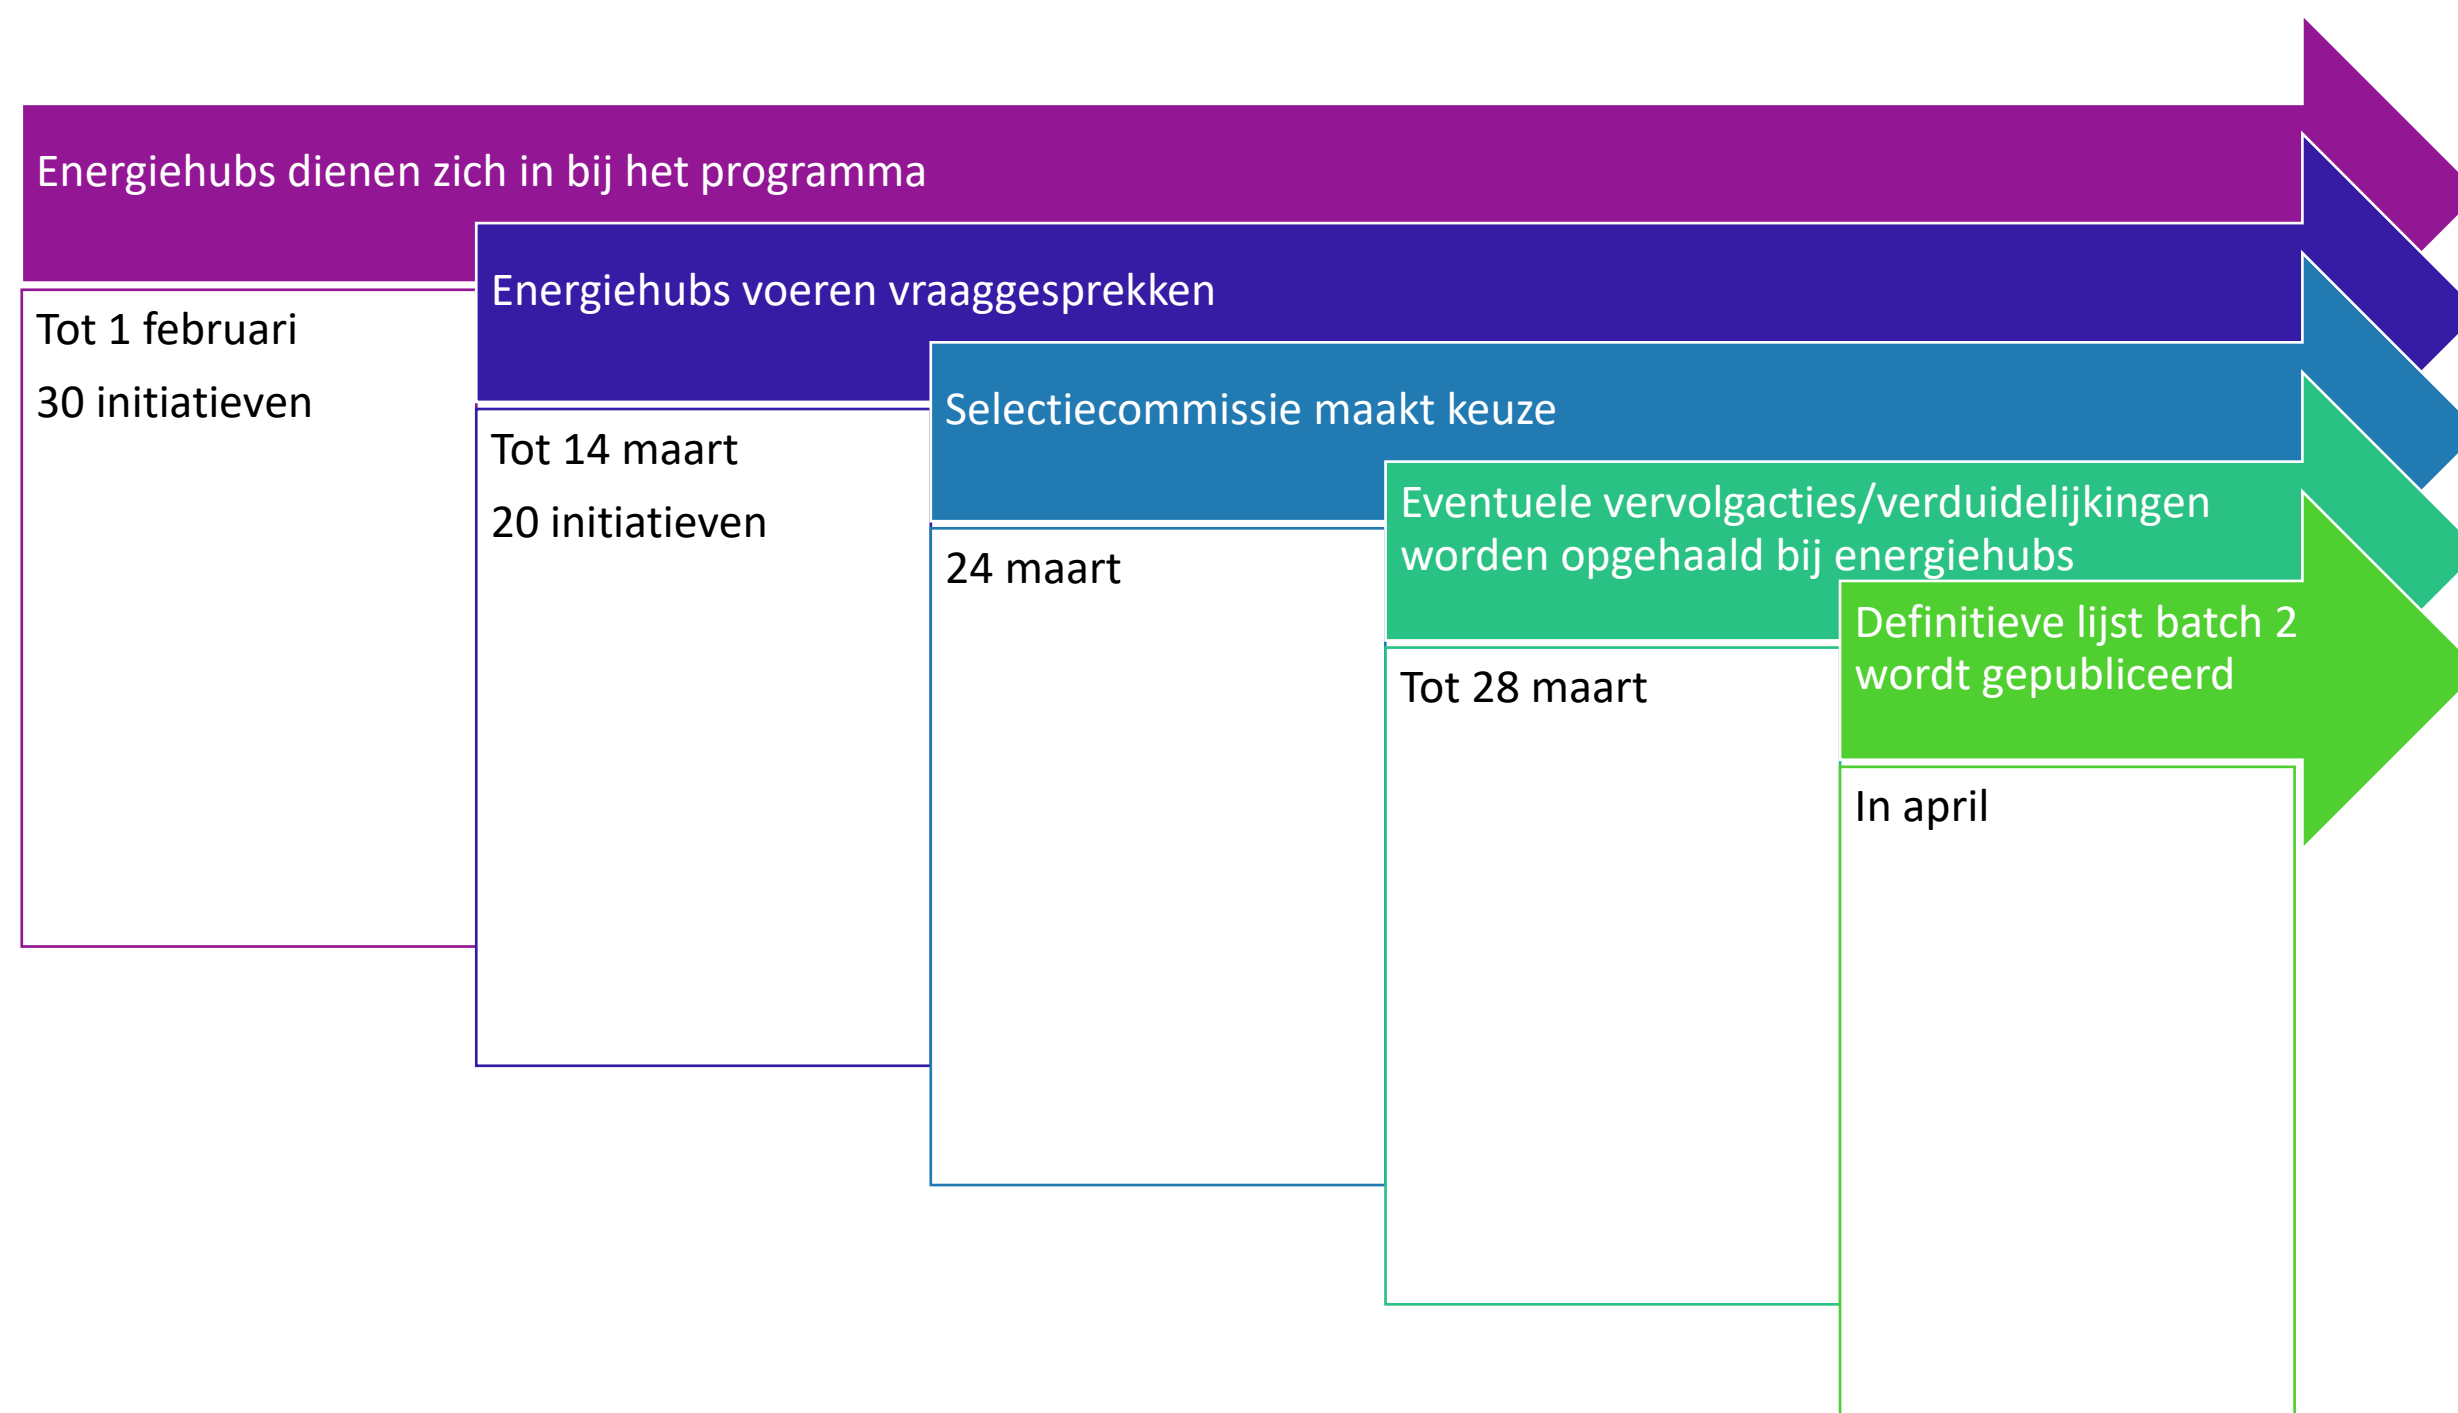 Energiehubs dienen zich in bij het programma
Tot 1 februari
30 initiatieven
Energiehubs voeren vraaggesprekken
Tot 14 maart
20 initiatieven
Selectiecommissie maakt keuze
24 maart
Eventuele vervolgacties/verduidelijkingen
worden opgehaald bij energiehubs
Tot 28 maart
Definitieve lijst batch 2
wordt gepubliceerd
In april